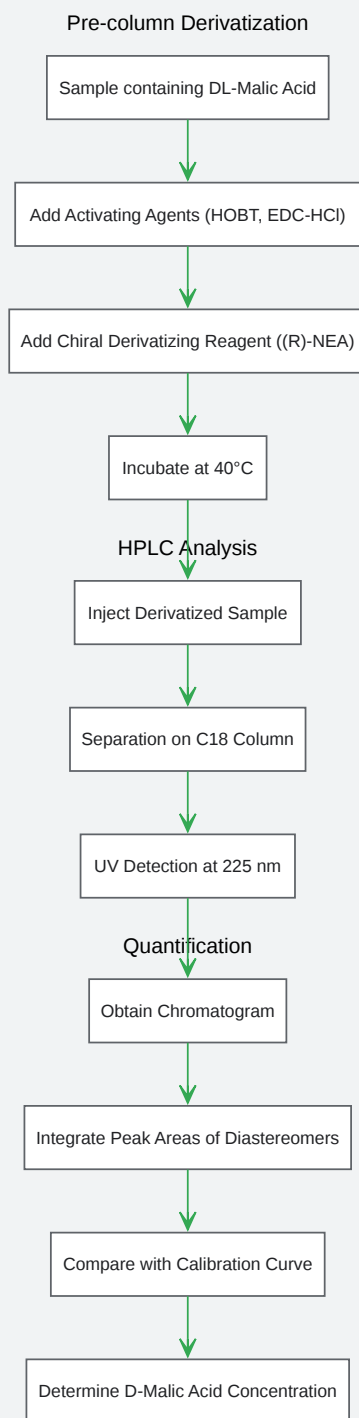 Pre-column Derivatization
Sample containing DL-Malic Acid
Add Activating Agents (HOBT, EDC-HCl)
Add Chiral Derivatizing Reagent ((R)-NEA)
Incubate at 40°C
HPLC Analysis
Inject Derivatized Sample
Separation on C18 Column
UV Detection at 225 nm
Quantification
Obtain Chromatogram
Integrate Peak Areas of Diastereomers
Compare with Calibration Curve
Determine D-Malic Acid Concentration